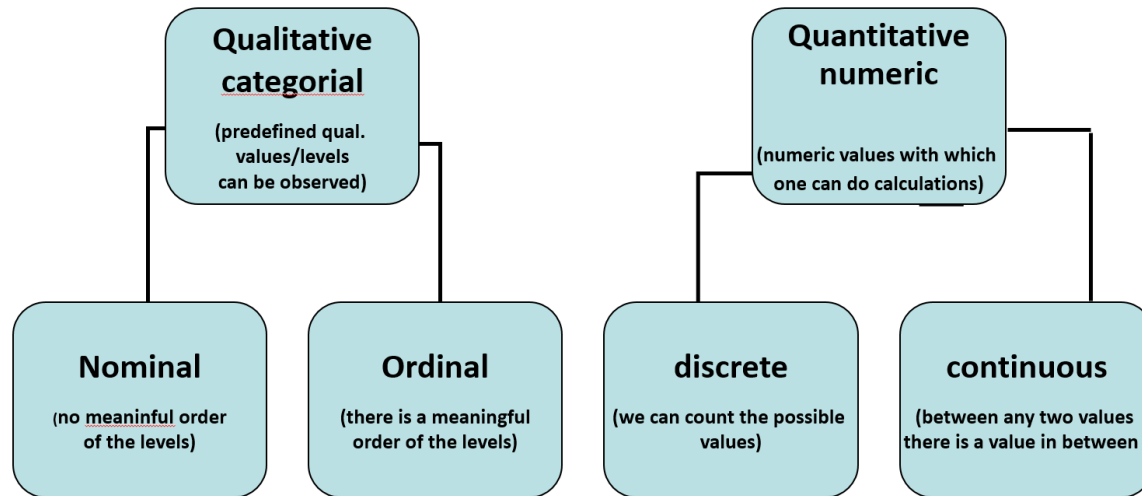 Qualitative
categorial
(predefined qual.
values/levels
can be observed)
Quantitative
numeric
(numeric values with which
one can do calculations)
Nominal
(no meaninful order
of the levels)
Ordinal
(there is a meaningful
order of the levels)
discrete
(we can count the possible
values)
continuous
(between any two values
there is a value in between